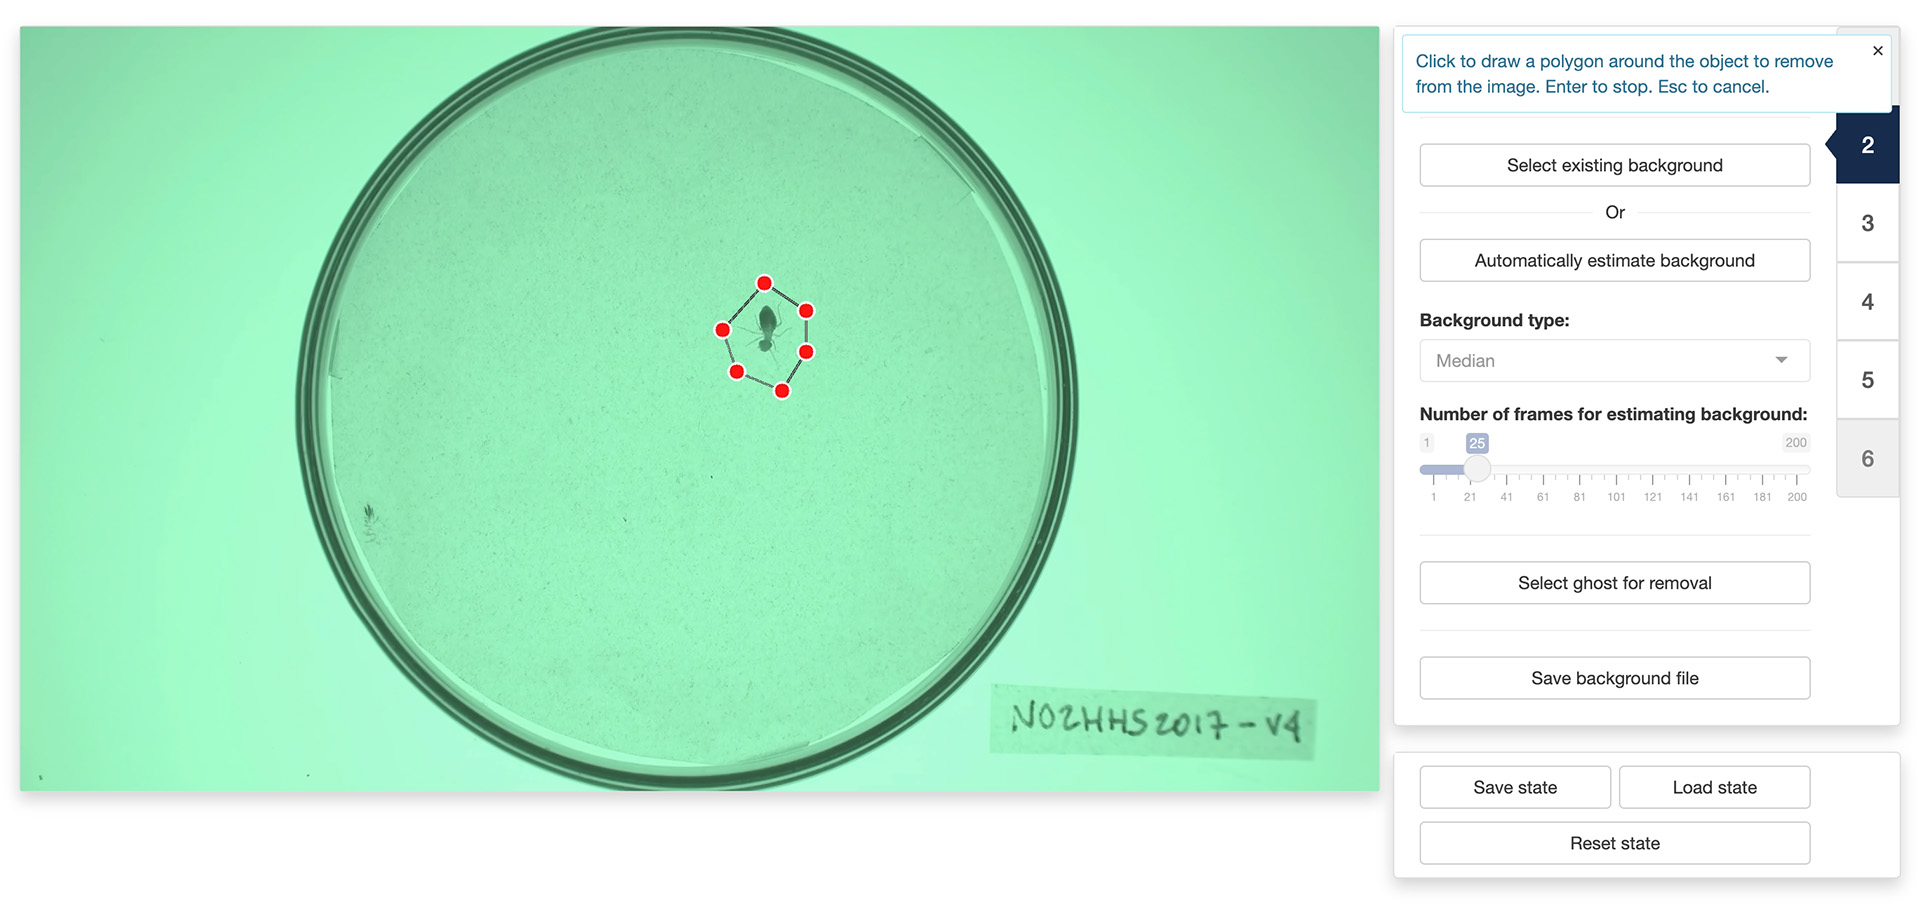 Click to draw a polygon around the object to remove
from the image. Enter to stop. Esc to cancel.
×
2
3
4
5
6
Select existing background
Or
Automatically estimate background
Background type:
Median
Number of frames for estimating background:
1 25 200
1 21 41 61 81 101 121 141 161 181 200
Select ghost for removal
Save background file
Save state Load state
Reset state
N02HHS2017-V4